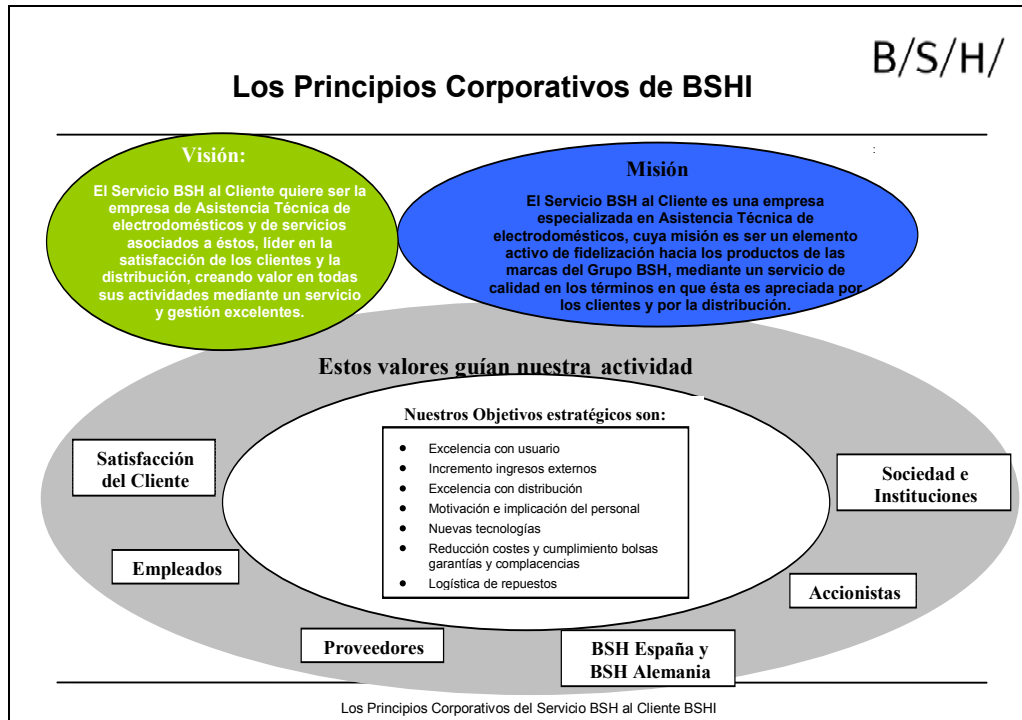 B/S/H/
Los Principios Corporativos de BSHI
:
Visión:
El Servicio BSH al Cliente quiere ser la
empresa de Asistencia Técnica de
electrodomésticos y de servicios
asociados a éstos, líder en la
satisfacción de los clientes y la
distribución, creando valor en todas
sus actividades mediante un servicio
y gestión excelentes.
Misión
El Servicio BSH al Cliente es una empresa
especializada en Asistencia Técnica de
electrodomésticos, cuya misión es ser un elemento
activo de fidelización hacia los productos de las
marcas del Grupo BSH, mediante un servicio de
calidad en los términos en que ésta es apreciada por
los clientes y por la distribución.
Estos valores guían nuestra actividad
Nuestros Objetivos estratégicos son:
● Excelencia con usuario
● Incremento ingresos externos
● Excelencia con distribución
● Motivación e implicación del personal
● Nuevas tecnologías
● Reducción costes y cumplimiento bolsas
garantías y complacencias
● Logística de repuestos
Satisfacción
del Cliente
Empleados
Proveedores
BSH España y
BSH Alemania
Accionistas
Sociedad e
Instituciones
Los Principios Corporativos del Servicio BSH al Cliente BSHI